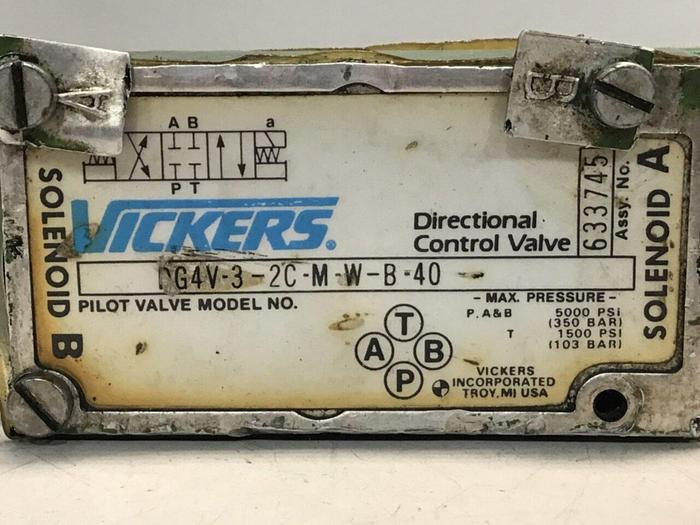 A
B
A B a
P T
VICKERS.
Directional
Control Valve
633745
Assy. No.
SOLENOID A
SOLENOID B
DG4V-3-2C-M-W-B-40
PILOT VALVE MODEL NO.
- MAX. PRESSURE -
P, A&B 5000 PSI
(350 BAR)
T 1500 PSI
(103 BAR)
T
A B
P
VICKERS
INCORPORATED
TROY, MI USA